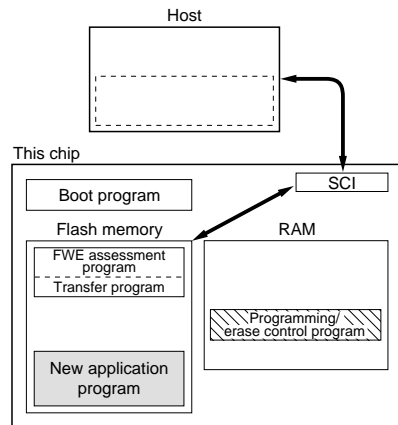 Host
This chip
SCI
Boot program
Flash memory
RAM
FWE assessment
program
Transfer program
Programming/
erase control program
New application
program